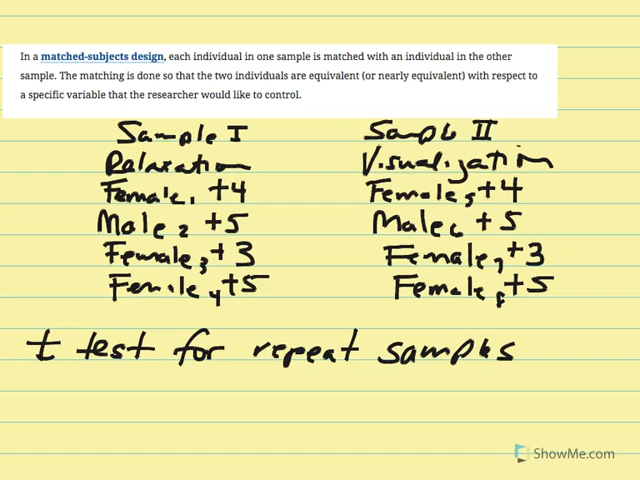 In a matched-subjects design, each individual in one sample is matched with an individual in the other
sample. The matching is done so that the two individuals are equivalent (or nearly equivalent) with respect to
a specific variable that the researcher would like to control.
Sample I Sample II
Relaxation Visualization
Female1 +4 Female5 +4
Male2 +5 Male6 +5
Female3 +3 Female7 +3
Female4 +5 Female8 +5
t test for repeat samples
ShowMe.com